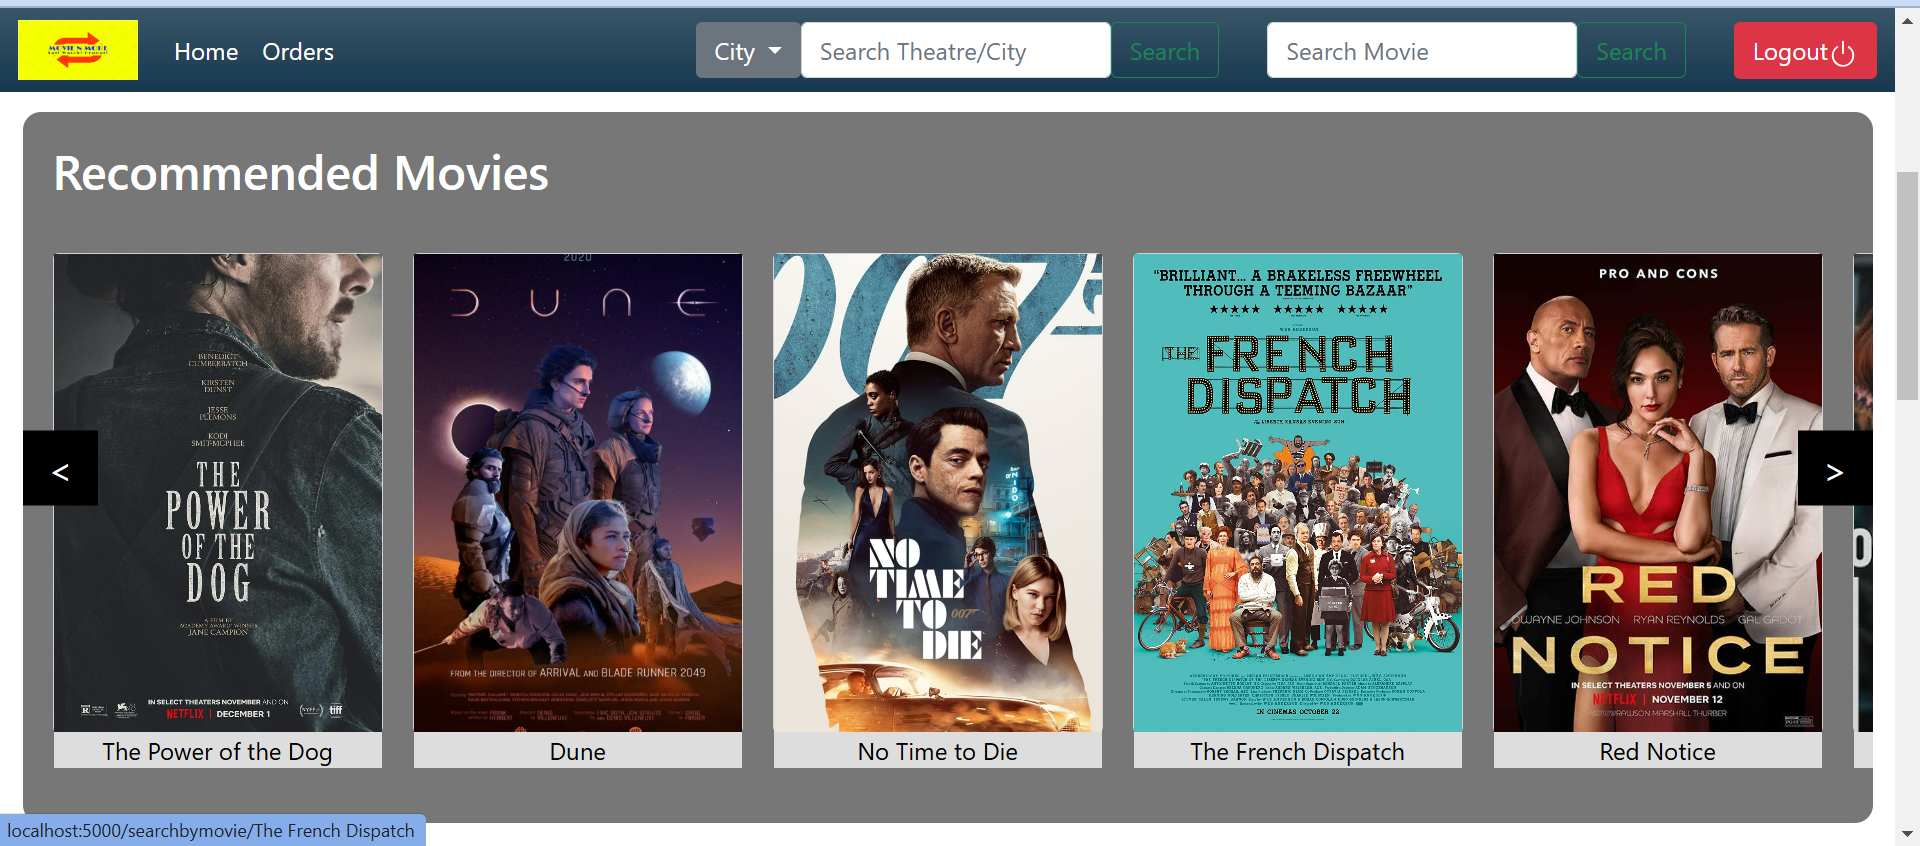 MOVIE N MORE
Home
Orders
City
Search Theatre/City
Search
Search Movie
Search
Logout
Recommended Movies
BENEDICT
CUMBERBATCH
KIRSTEN
DUNST
JESSE
PLEMONS
KODI
SMIT-MCPHEE
THE
POWER
OF THE
DOG
A FILM BY
ACADEMY AWARD WINNER
JANE CAMPION
IN SELECT THEATERS NOVEMBER AND ON
NETFLIX | DECEMBER 1
tiff
The Power of the Dog
2020
DUNE
FROM THE DIRECTOR OF ARRIVAL AND BLADE RUNNER 2049
Dune
007
NO
TIME
TO
DIE
007
No Time to Die
“BRILLIANT... A BRAKELESS FREEWHEEL
THROUGH A TEEMING BAZAAR”
★★★★★ ★★★★★ ★★★★★
WES ANDERSON
THE FRENCH
DISPATCH
IN CINEMAS OCTOBER 22
The French Dispatch
PRO AND CONS
RED
DWAYNE JOHNSON RYAN REYNOLDS GAL GADOT
NOTICE
IN SELECT THEATERS NOVEMBER 5 AND ON
NETFLIX | NOVEMBER 12
RAWSON MARSHALL THURBER
Red Notice
<
>
localhost:5000/searchbymovie/The French Dispatch